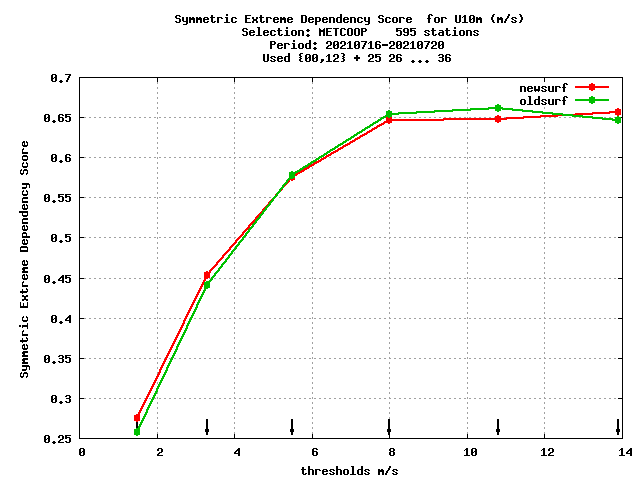 Symmetric Extreme Dependency Score  for U10m (m/s)
Selection: METCOOP    595 stations
Period: 20210716-20210720
Used {00,12} + 25 26 ... 36
newsurf
oldsurf
Symmetric Extreme Dependency Score
0.7
0.65
0.6
0.55
0.5
0.45
0.4
0.35
0.3
0.25
0 2 4 6 8 10 12 14
thresholds m/s